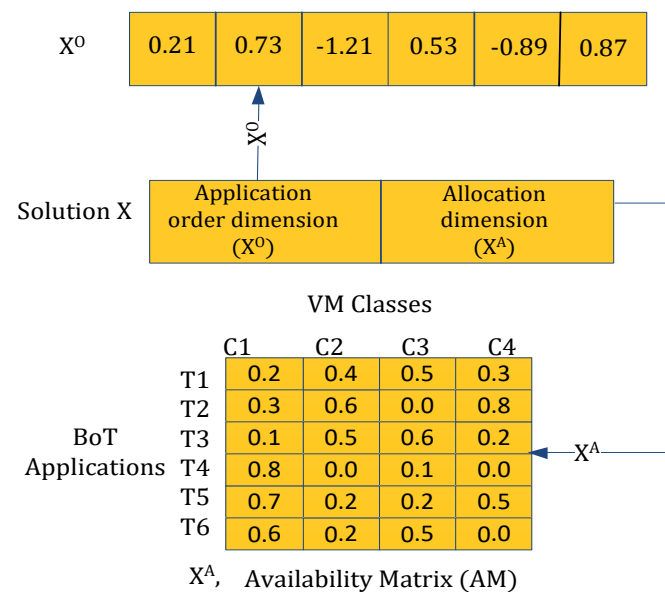 X⁰ 0.21 0.73 -1.21 0.53 -0.89 0.87
X⁰
Solution X
Application order dimension (X⁰)
Allocation dimension (X^A)
VM Classes
C1 C2 C3 C4
BoT Applications
T1 0.2 0.4 0.5 0.3
T2 0.3 0.6 0.0 0.8
T3 0.1 0.5 0.6 0.2
T4 0.8 0.0 0.1 0.0
T5 0.7 0.2 0.2 0.5
T6 0.6 0.2 0.5 0.0
X^A
X^A, Availability Matrix (AM)